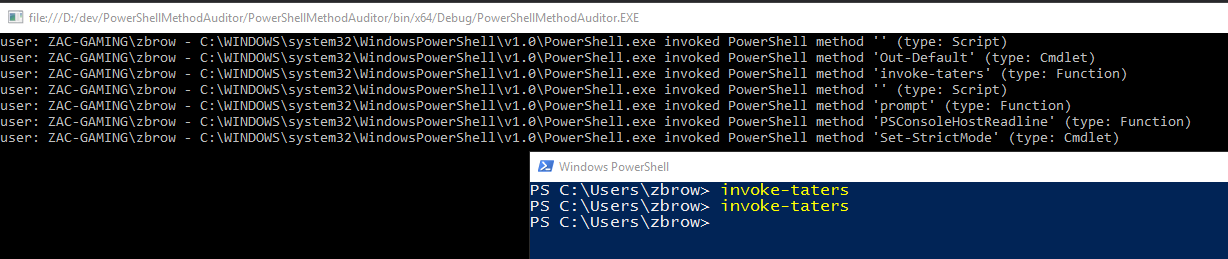 file:///D:/dev/PowerShellMethodAuditor/PowerShellMethodAuditor/bin/x64/Debug/PowerShellMethodAuditor.EXE
user: ZAC-GAMING\zbrow - C:\WINDOWS\system32\WindowsPowerShell\v1.0\PowerShell.exe invoked PowerShell method '' (type: Script)
user: ZAC-GAMING\zbrow - C:\WINDOWS\system32\WindowsPowerShell\v1.0\PowerShell.exe invoked PowerShell method 'Out-Default' (type: Cmdlet)
user: ZAC-GAMING\zbrow - C:\WINDOWS\system32\WindowsPowerShell\v1.0\PowerShell.exe invoked PowerShell method 'invoke-taters' (type: Function)
user: ZAC-GAMING\zbrow - C:\WINDOWS\system32\WindowsPowerShell\v1.0\PowerShell.exe invoked PowerShell method '' (type: Script)
user: ZAC-GAMING\zbrow - C:\WINDOWS\system32\WindowsPowerShell\v1.0\PowerShell.exe invoked PowerShell method 'prompt' (type: Function)
user: ZAC-GAMING\zbrow - C:\WINDOWS\system32\WindowsPowerShell\v1.0\PowerShell.exe invoked PowerShell method 'PSConsoleHostReadline' (type: Function)
user: ZAC-GAMING\zbrow - C:\WINDOWS\system32\WindowsPowerShell\v1.0\PowerShell.exe invoked PowerShell method 'Set-StrictMode' (type: Cmdlet)
Windows PowerShell
PS C:\Users\zbrow> invoke-taters
PS C:\Users\zbrow> invoke-taters
PS C:\Users\zbrow>